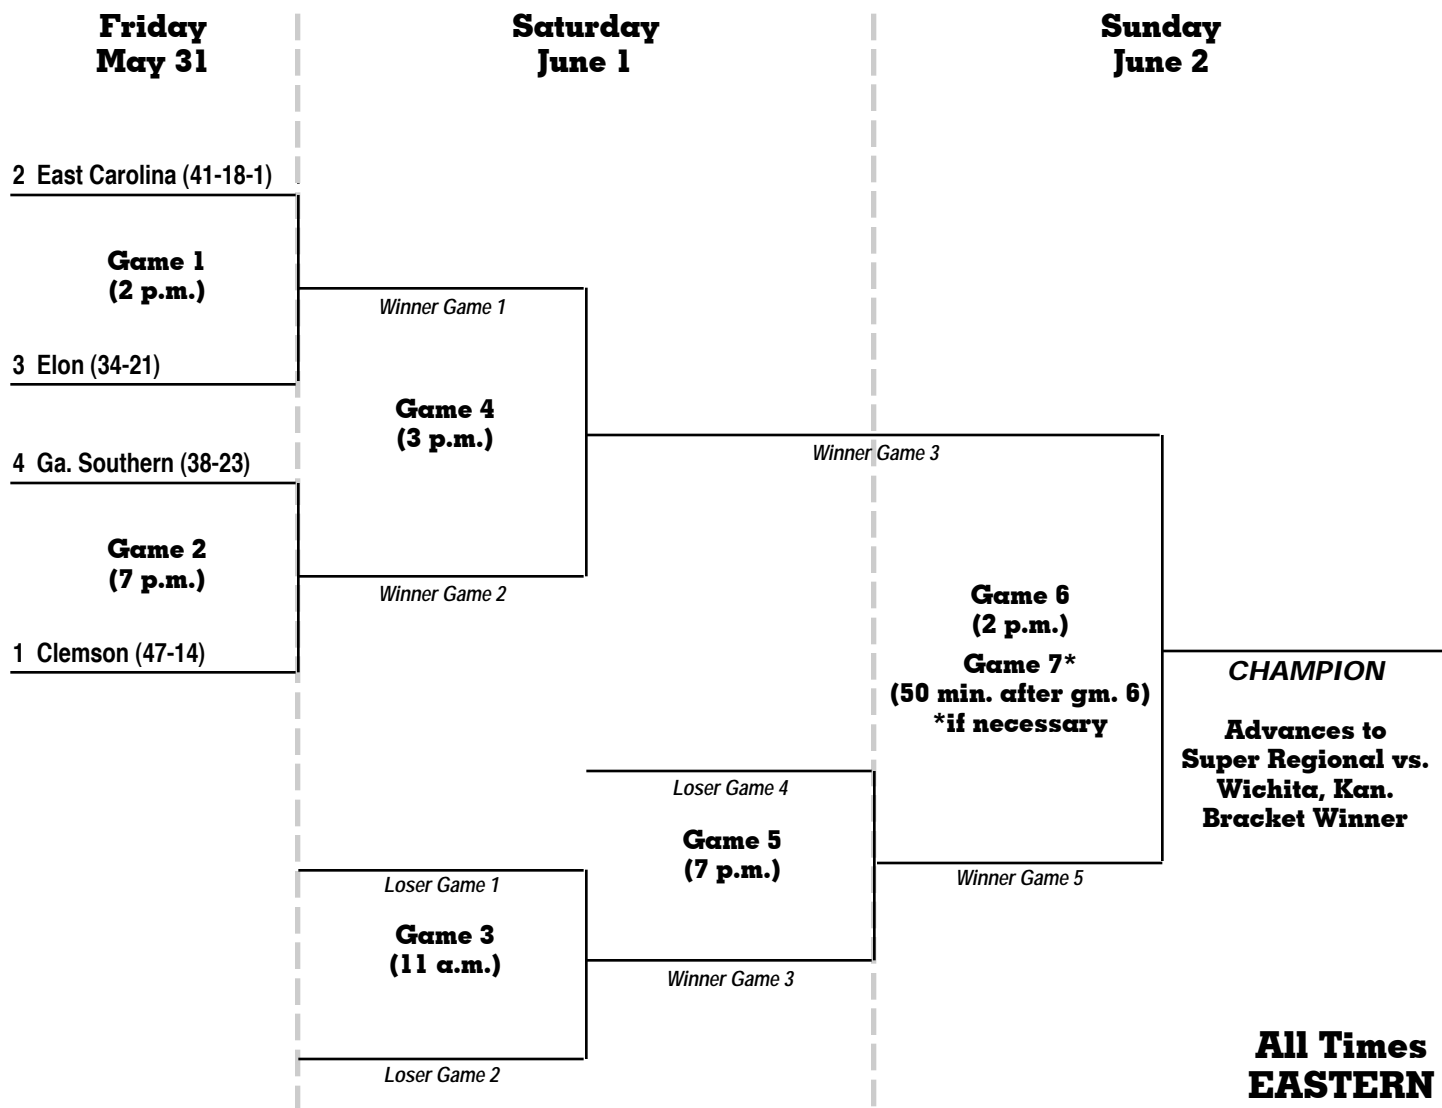 Friday
May 31
Saturday
June 1
Sunday
June 2
2 East Carolina (41-18-1)
Game 1
(2 p.m.)
3 Elon (34-21)
4 Ga. Southern (38-23)
Game 2
(7 p.m.)
1 Clemson (47-14)
Winner Game 1
Game 4
(3 p.m.)
Winner Game 2
Loser Game 1
Game 3
(11 a.m.)
Loser Game 2
Winner Game 3
Loser Game 4
Game 5
(7 p.m.)
Winner Game 3
Game 6
(2 p.m.)
Game 7*
(50 min. after gm. 6)
*if necessary
Winner Game 5
CHAMPION
Advances to
Super Regional vs.
Wichita, Kan.
Bracket Winner
All Times
EASTERN